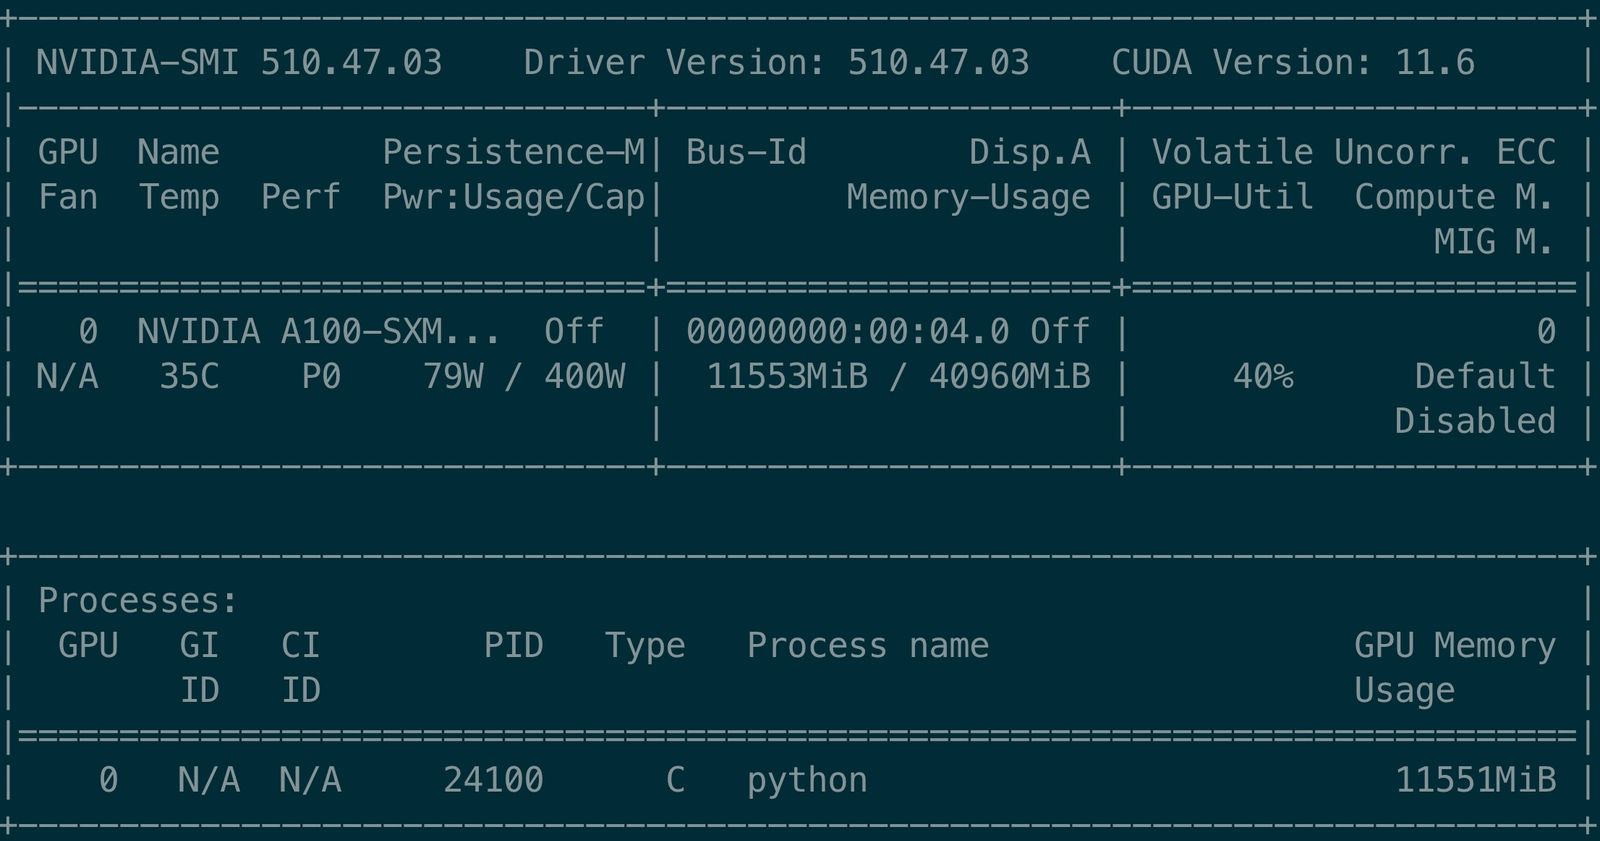 +-----------------------------------------------------------------------------+
| NVIDIA-SMI 510.47.03    Driver Version: 510.47.03    CUDA Version: 11.6     |
|-------------------------------+----------------------+----------------------+
| GPU  Name        Persistence-M| Bus-Id        Disp.A | Volatile Uncorr. ECC |
| Fan  Temp  Perf  Pwr:Usage/Cap|         Memory-Usage | GPU-Util  Compute M. |
|                               |                      |               MIG M. |
|===============================+======================+======================|
|   0  NVIDIA A100-SXM...  Off  | 00000000:00:04.0 Off |                    0 |
| N/A   35C    P0    79W / 400W |  11553MiB / 40960MiB |     40%      Default |
|                               |                      |             Disabled |
+-------------------------------+----------------------+----------------------+

+-----------------------------------------------------------------------------+
| Processes:                                                                  |
|  GPU   GI   CI        PID   Type   Process name                  GPU Memory |
|        ID   ID                                                   Usage      |
|=============================================================================|
|    0   N/A  N/A     24100      C   python                          11551MiB |
+-----------------------------------------------------------------------------+